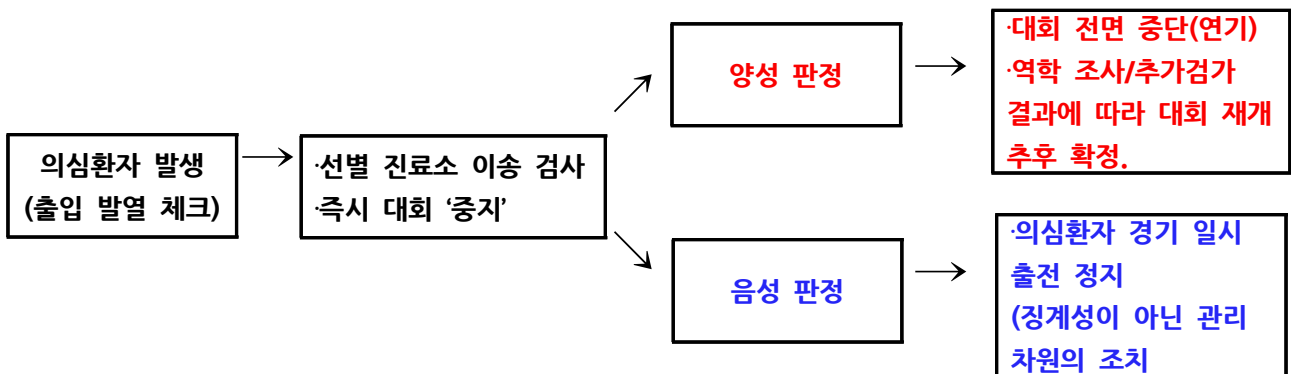 의심환자 발생
(출입 발열 체크)
·선별 진료소 이송 검사
·즉시 대회 ‘중지’
양성 판정
·대회 전면 중단(연기)
·역학 조사/추가검가
결과에 따라 대회 재개
추후 확정.
음성 판정
·의심환자 경기 일시
출전 정지
(징계성이 아닌 관리
차원의 조치